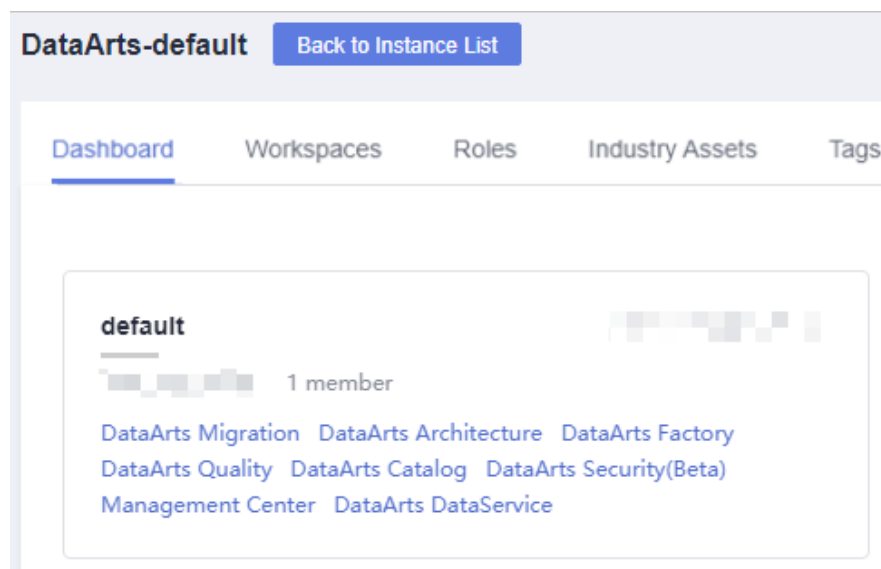 DataArts-default Back to Instance List
Dashboard Workspaces Roles Industry Assets Tags
default
1 member
DataArts Migration DataArts Architecture DataArts Factory
DataArts Quality DataArts Catalog DataArts Security(Beta)
Management Center DataArts DataService